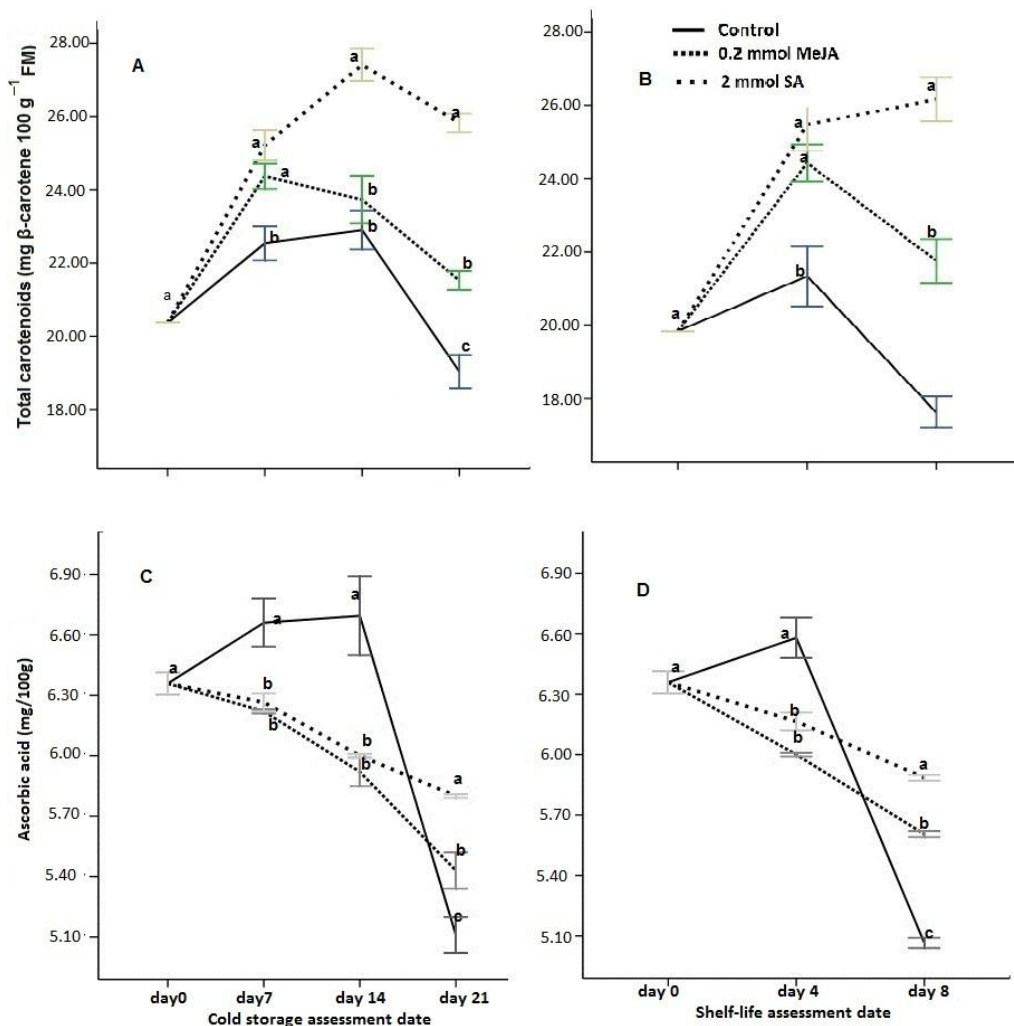 Total carotenoids (mg β-carotene 100 g⁻¹ FM)
28.00
26.00
24.00
22.00
20.00
18.00
A
a
a
a
b
a
b
b
a
b
c
28.00
26.00
24.00
22.00
20.00
18.00
B
Control
0.2 mmol MeJA
2 mmol SA
a
a
a
b
a
b
Ascorbic acid (mg/100g)
6.90
6.60
6.30
6.00
5.70
5.40
5.10
C
a
a
b
b
a
b
b
a
b
c
day0
day7
day 14
day 21
Cold storage assessment date
6.90
6.60
6.30
6.00
5.70
5.40
5.10
D
a
a
b
b
a
b
c
day 0
day 4
day 8
Shelf-life assessment date